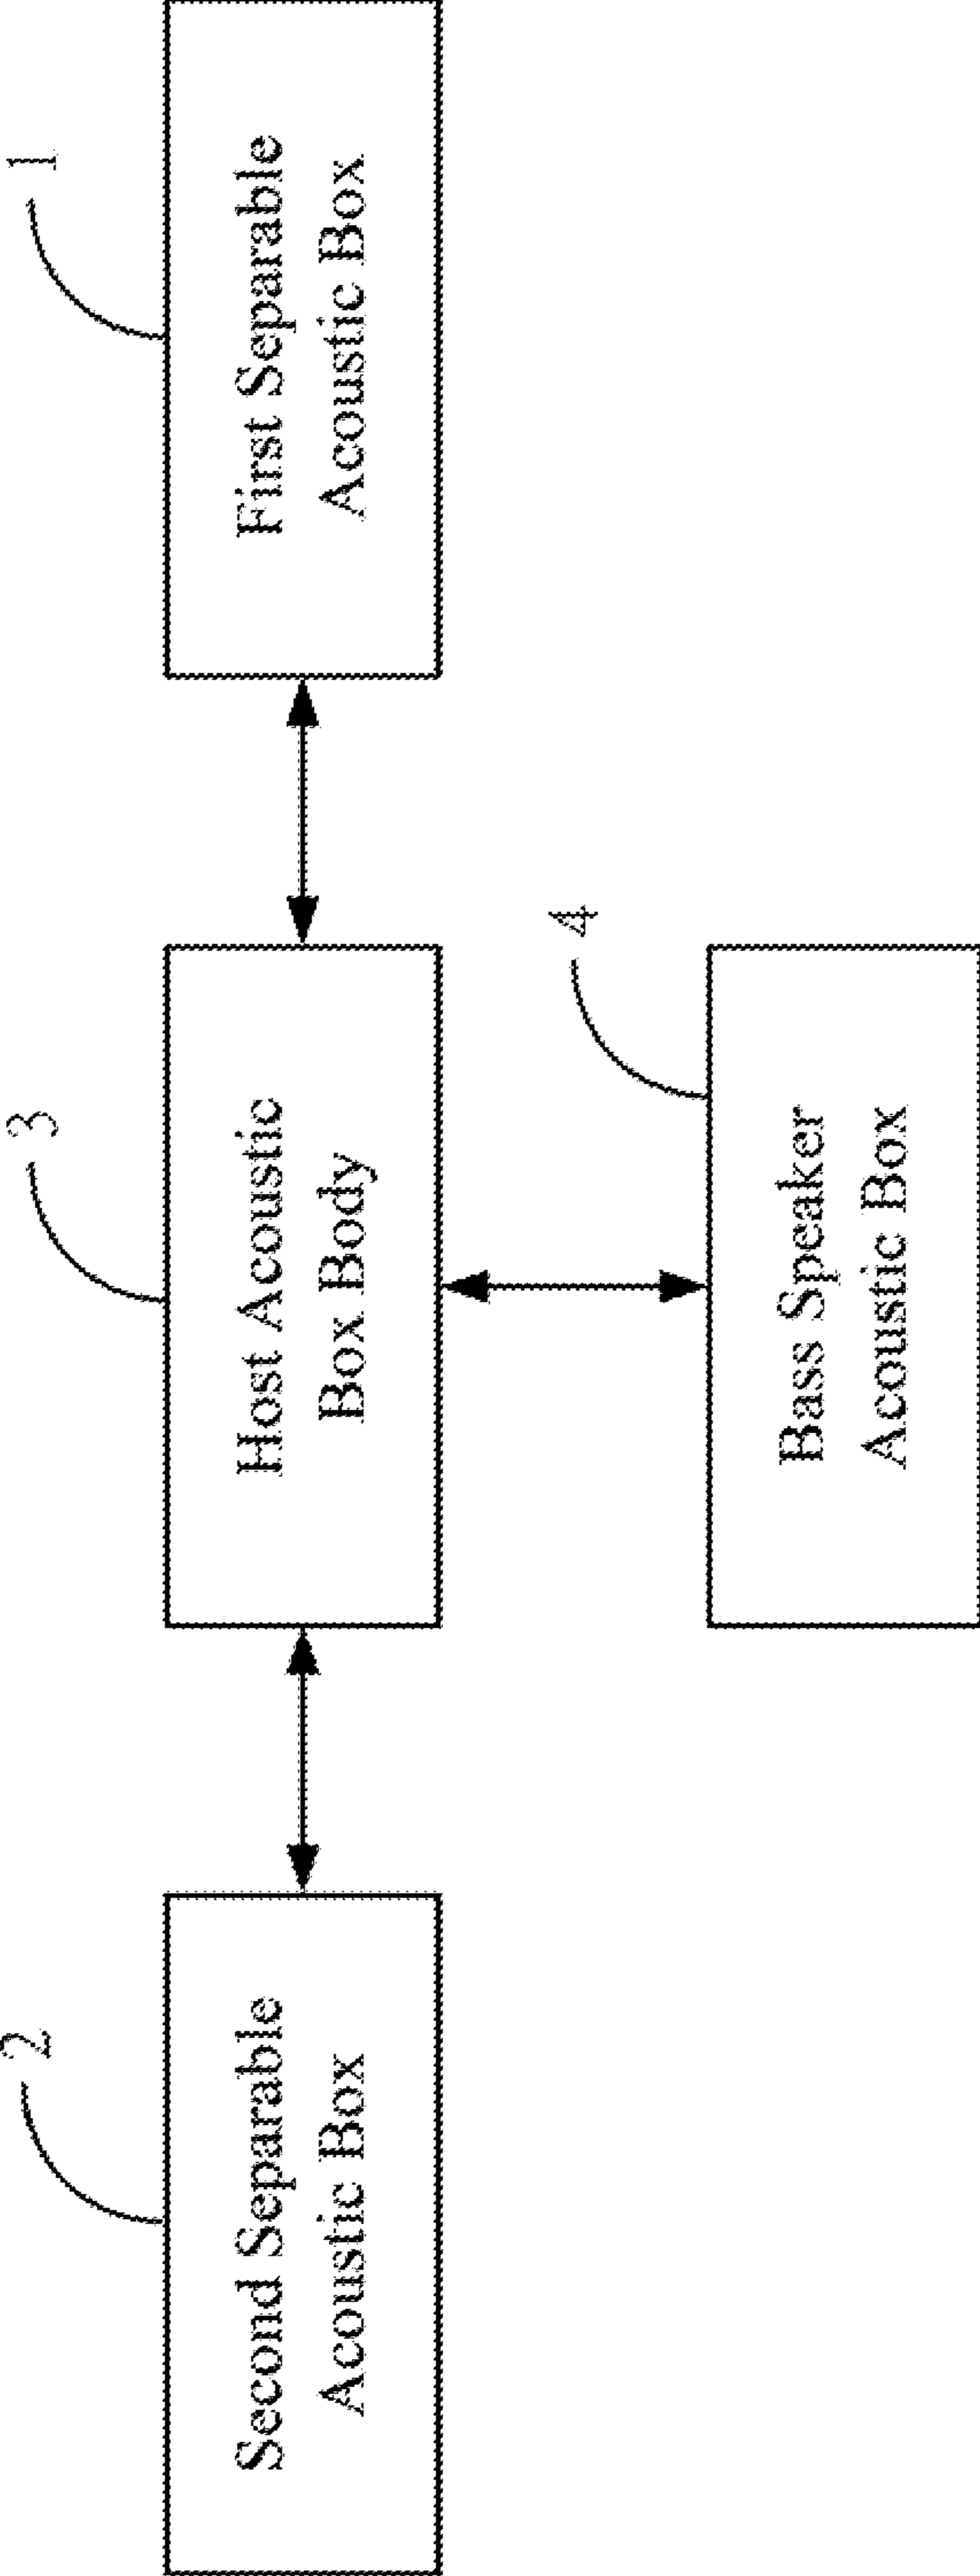 2
3
1
Second Separable
Acoustic Box
Host Acoustic
Box Body
First Separable
Acoustic Box
4
Bass Speaker
Acoustic Box